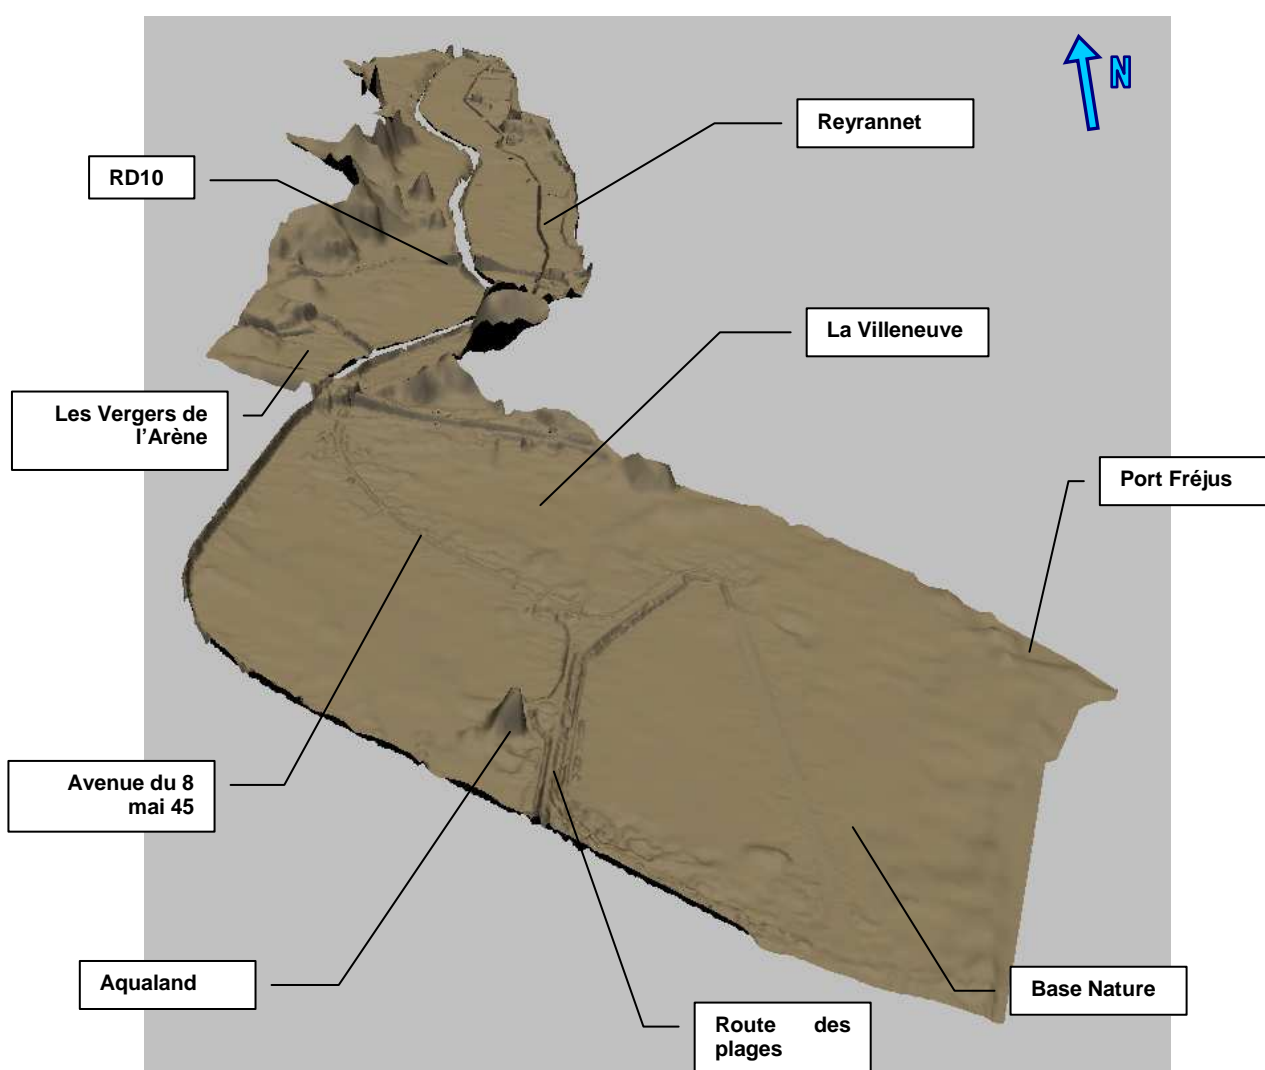 N
Reyrannet
RD10
La Villeneuve
Les Vergers de
l'Arène
Port Fréjus
Avenue du 8
mai 45
Aqualand
Base Nature
Route des
plages